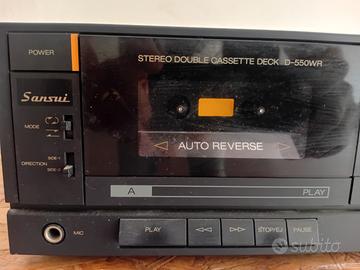 STEREO DOUBLE CASSETTE DECK D-550WR
POWER
Sansui
MODE
DIRECTION
SIDE-1
SIDE-2
AUTO REVERSE
A
PLAY
MIC
PLAY
STOP/EJ
PAUSE
subito